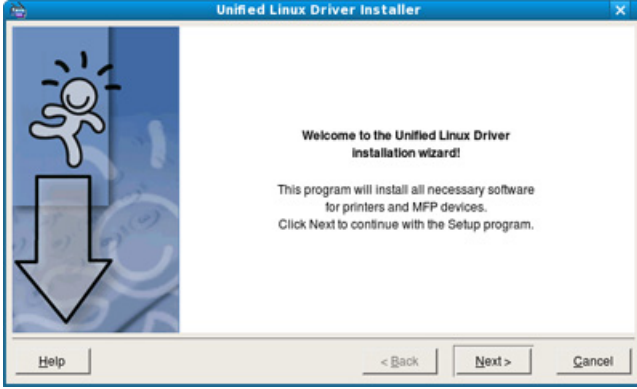 Unified Linux Driver Installer
Welcome to the Unified Linux Driver
installation wizard!
This program will install all necessary software
for printers and MFP devices.
Click Next to continue with the Setup program.
Help
< Back
Next >
Cancel